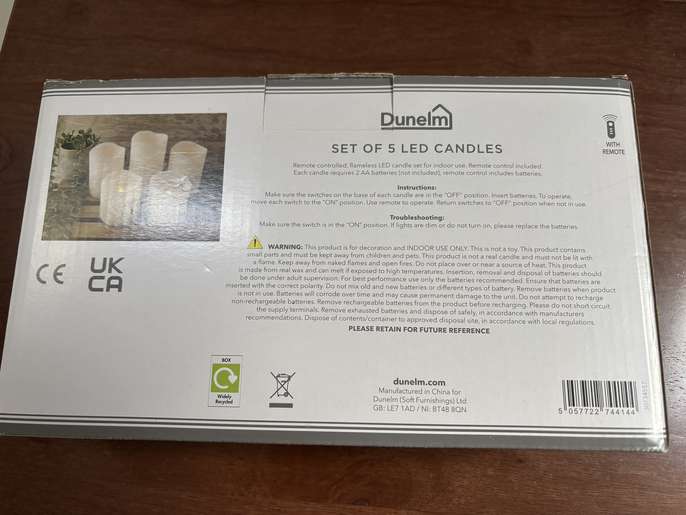 Dunelm
SET OF 5 LED CANDLES
WITH
REMOTE
Remote controlled, flameless LED candle set for indoor use. Remote control included.
Each candle requires 2 AA batteries (not included), remote control includes batteries.
Instructions:
Make sure the switches on the base of each candle are in the "OFF" position. Insert batteries. To operate,
move each switch to the "ON" position. Use remote to operate. Return switches to "OFF" position when not in use.
Troubleshooting:
Make sure the switch is in the "ON" position. If lights are dim or do not turn on, please replace the batteries.
WARNING: This product is for decoration and INDOOR USE ONLY. This is not a toy. This product contains
small parts and must be kept away from children and pets. This product is not a real candle and must not be lit with
a flame. Keep away from naked flames and open fires. Do not place over or near a source of heat. This product
is made from real wax and can melt if exposed to high temperatures. Insertion, removal and disposal of batteries should
be done under adult supervision. For best performance use only the batteries recommended. Ensure that batteries are
inserted with the correct polarity. Do not mix old and new batteries or different types of battery. Remove batteries when product
is not in use. Batteries will corrode over time and may cause permanent damage to the unit. Do not attempt to recharge
non-rechargeable batteries. Remove rechargeable batteries from the product before recharging. Please do not short circuit
the supply terminals. Remove exhausted batteries and dispose of safely, in accordance with manufacturers
recommendations. Dispose of contents/container to approved disposal site, in accordance with local regulations.
PLEASE RETAIN FOR FUTURE REFERENCE
CE
UK
CA
BOX
Widely
Recycled
dunelm.com
Manufactured in China for
Dunelm (Soft Furnishings) Ltd
GB: LE7 1AD / NI: BT48 8QN
5 057722 744144